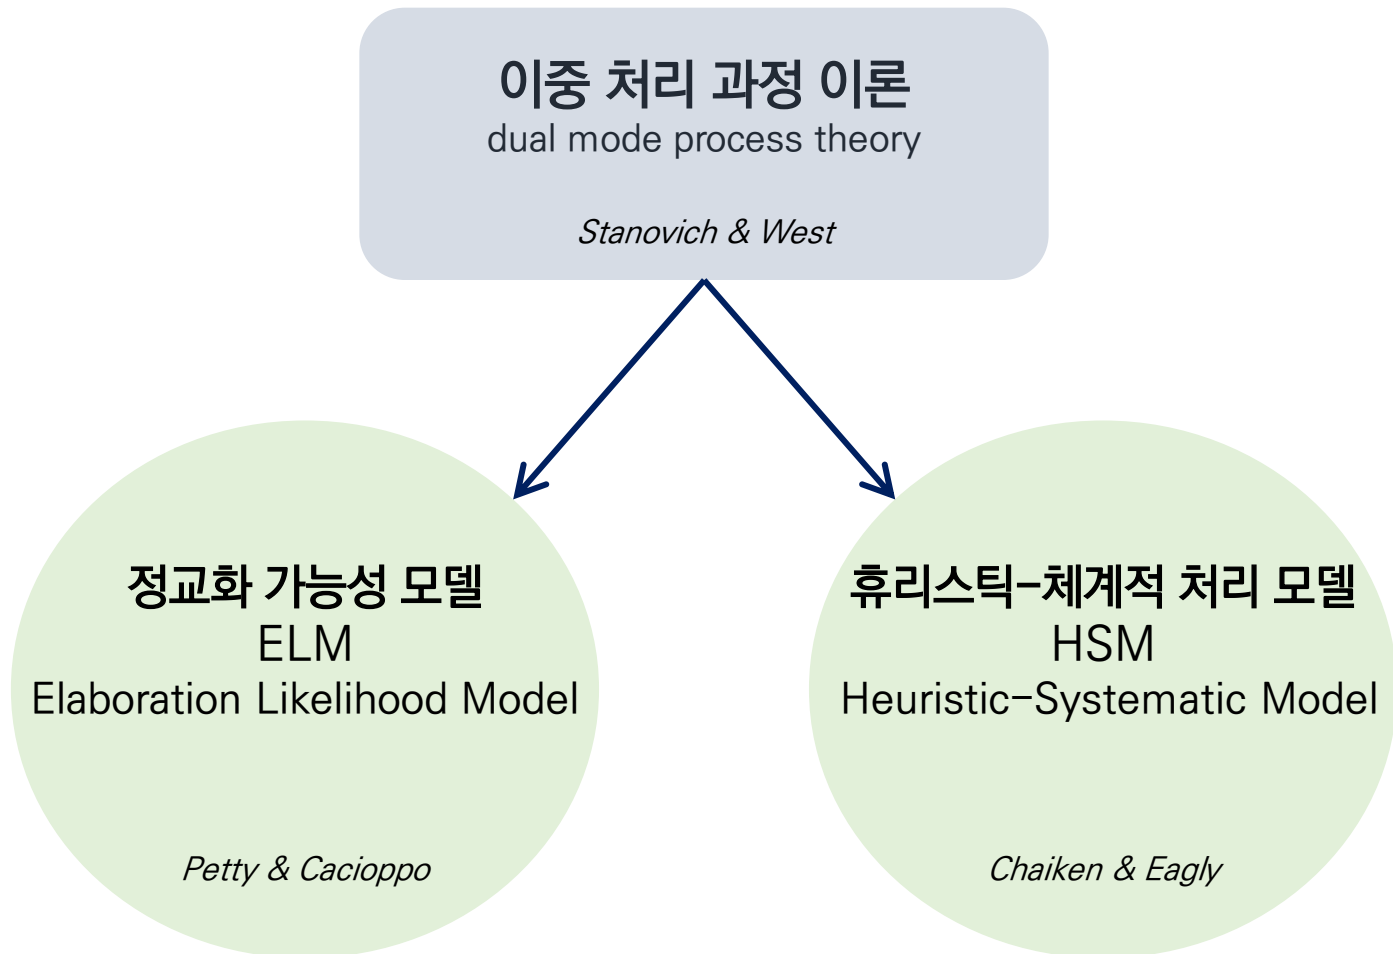 이중 처리 과정 이론
dual mode process theory
Stanovich & West
정교화 가능성 모델
ELM
Elaboration Likelihood Model
Petty & Cacioppo
휴리스틱-체계적 처리 모델
HSM
Heuristic-Systematic Model
Chaiken & Eagly